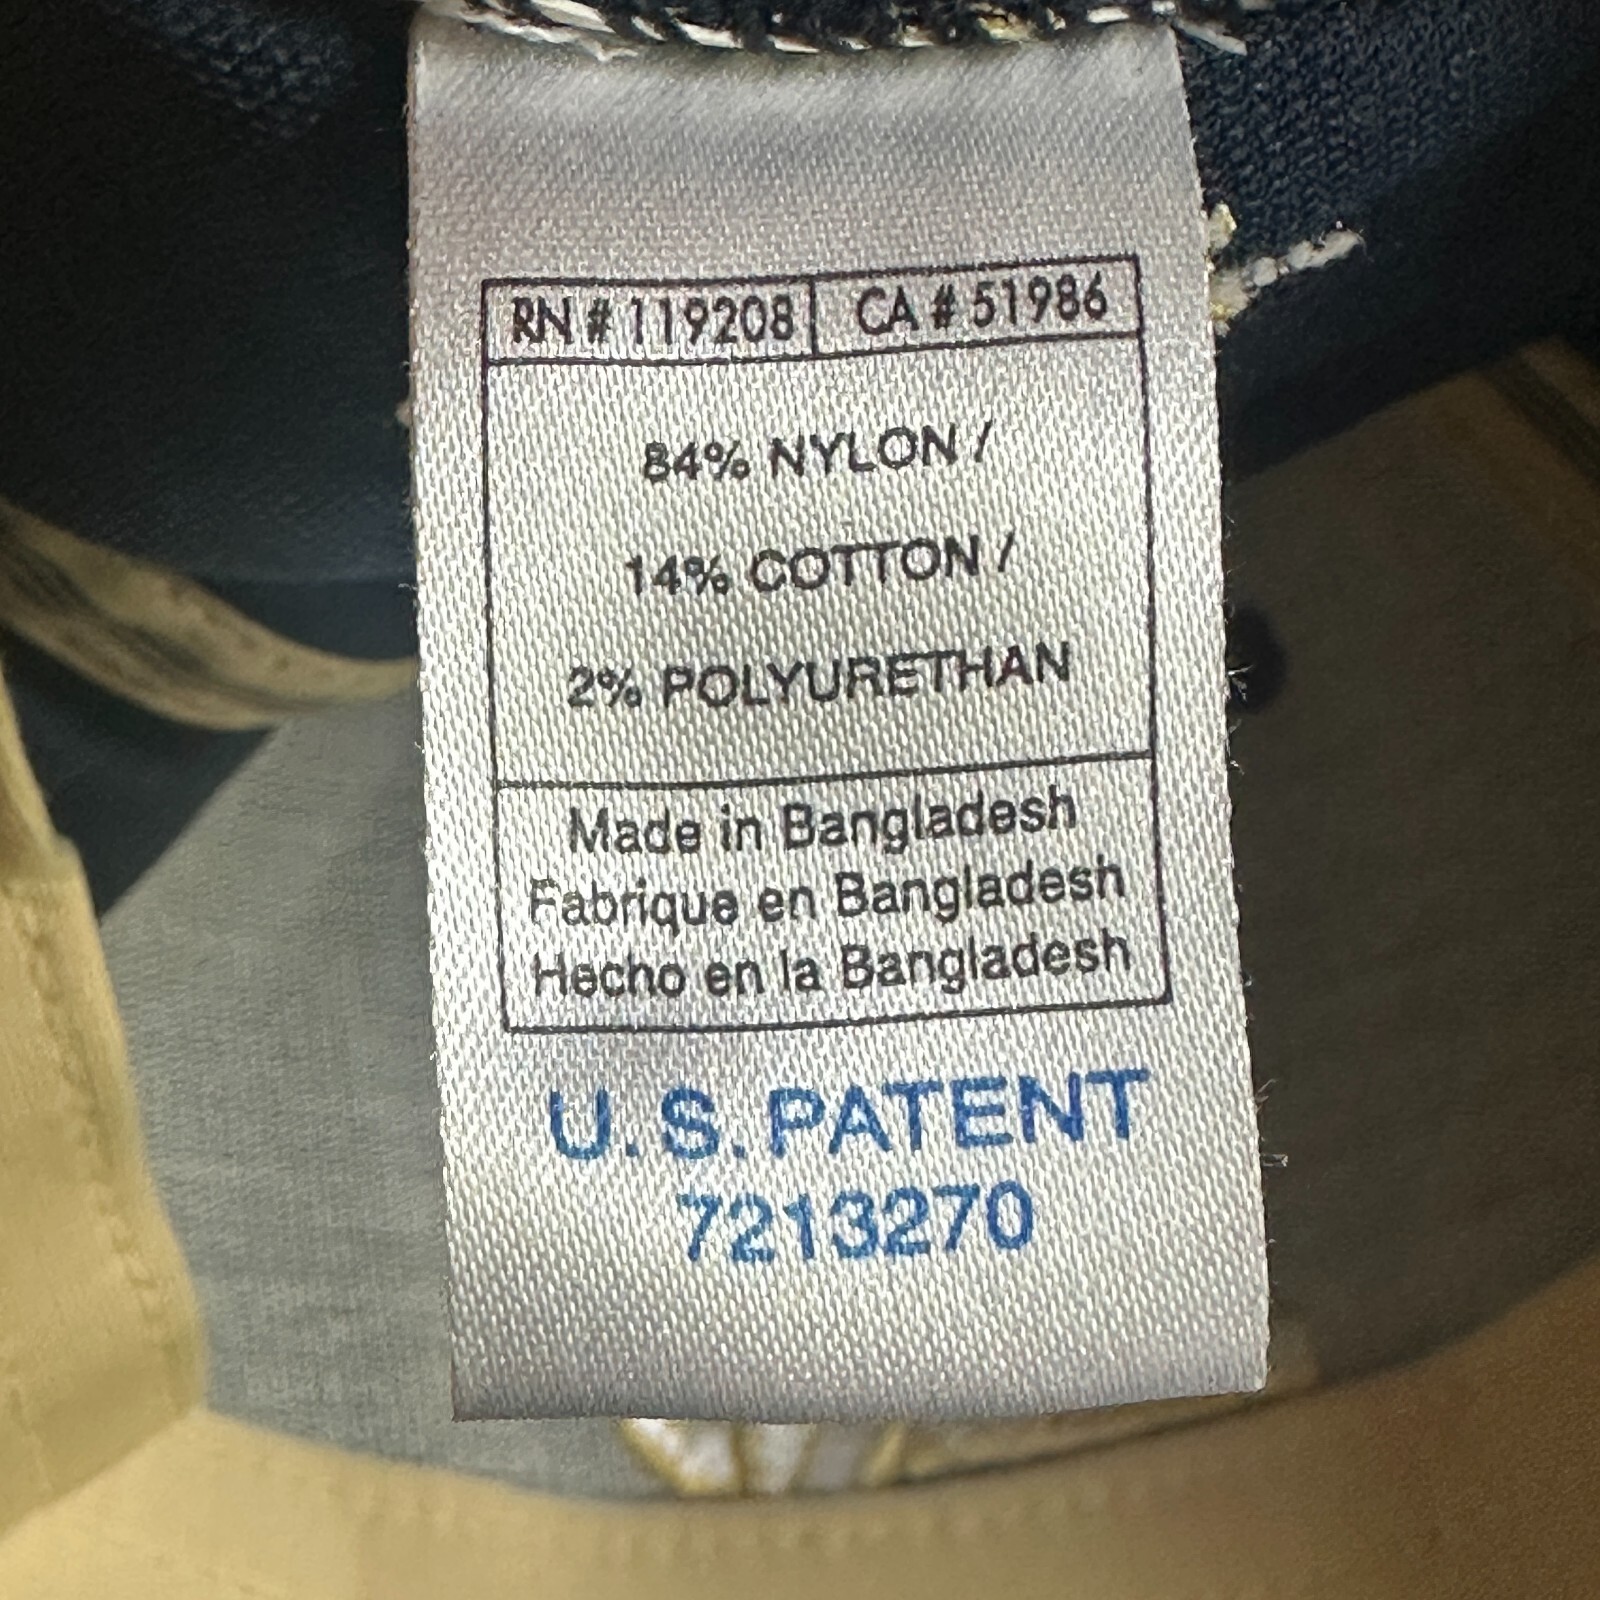 RN # 119208 CA # 51986
84% NYLON /
14% COTTON /
2% POLYURETHAN
Made in Bangladesh
Fabrique en Bangladesh
Hecho en la Bangladesh
U.S.PATENT
7213270